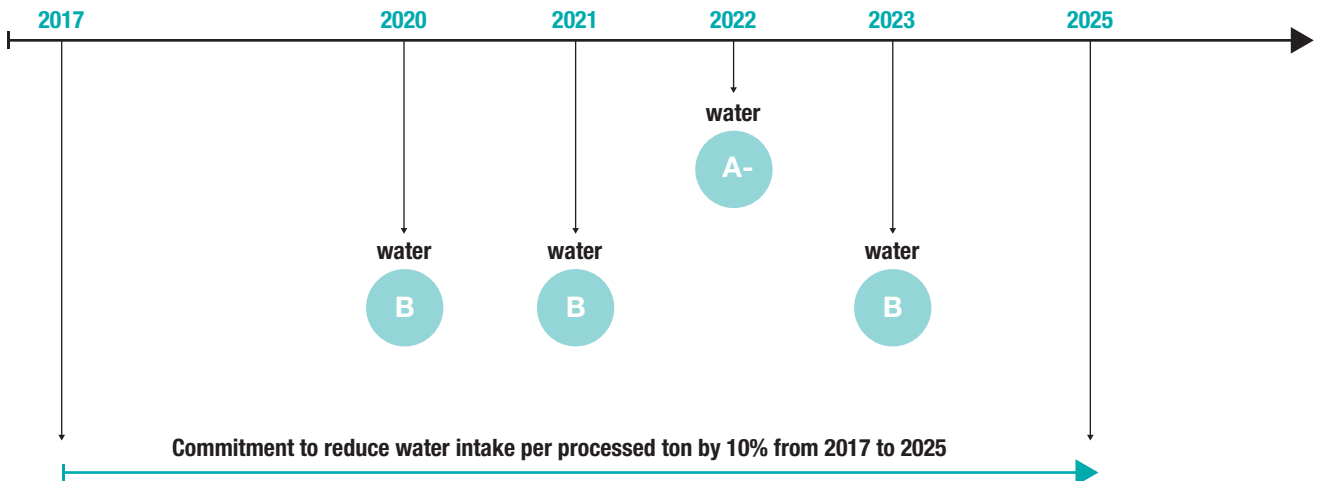 2017 2020 2021 2022 2023 2025
water
A-
water water water
B B B
Commitment to reduce water intake per processed ton by 10% from 2017 to 2025